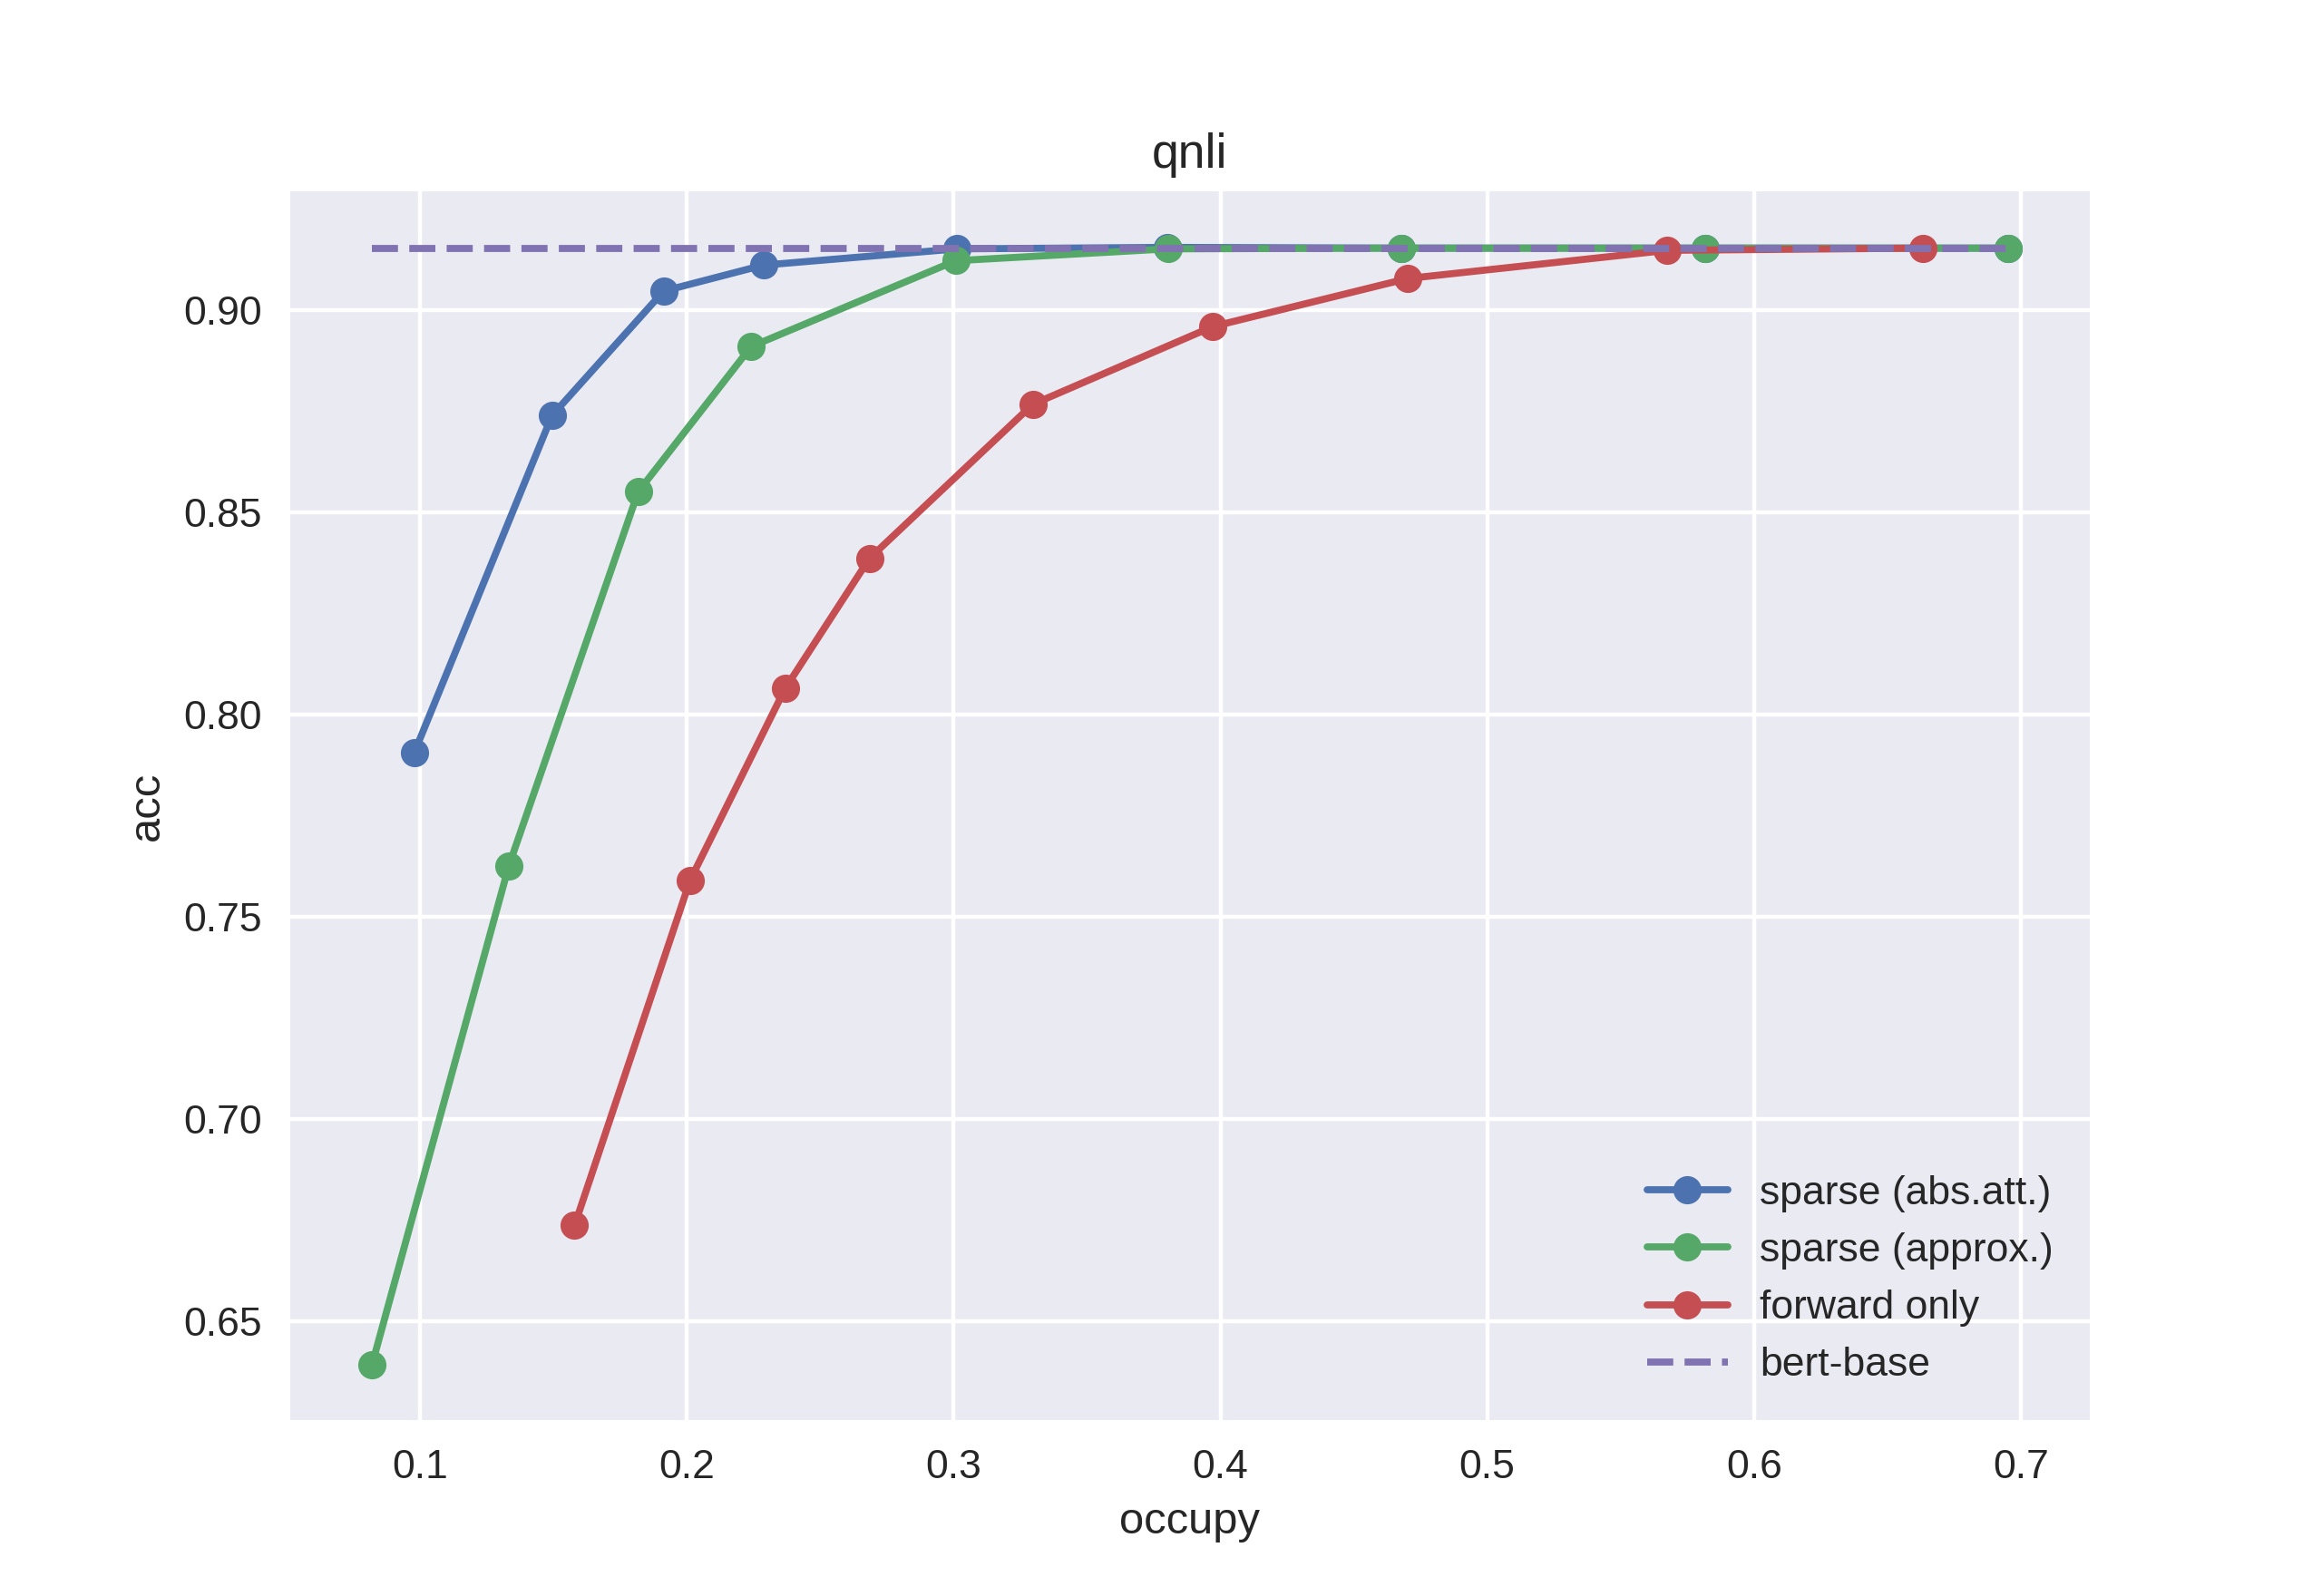 qnli
0.90
0.85
0.80
0.75
0.70
0.65
acc
sparse (abs.att.)
sparse (approx.)
forward only
bert-base
0.1 0.2 0.3 0.4 0.5 0.6 0.7
occupy